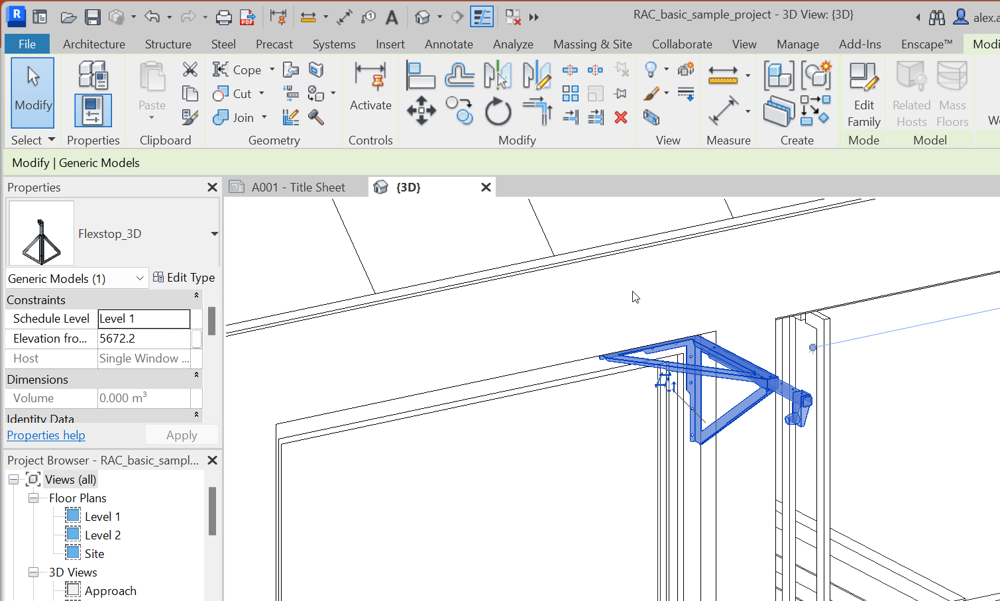 R
PDF
1
A
RAC_basic_sample_project - 3D View: {3D}
alex.a
File Architecture Structure Steel Precast Systems Insert Annotate Analyze Massing & Site Collaborate View Manage Add-Ins Enscape™ Modi
Modify
Paste
Cope
Cut
Join
Activate
Edit
Family
Related
Hosts
Mass
Floors
Wo
Select Properties Clipboard Geometry Controls Modify View Measure Create Mode Model
Modify | Generic Models
Properties
A001 - Title Sheet
{3D}
Flexstop_3D
Generic Models (1)
Edit Type
Constraints
Schedule Level Level 1
Elevation fro... 5672.2
Host Single Window ...
Dimensions
Volume 0.000 m³
Identity Data
Properties help
Apply
Project Browser - RAC_basic_sampl...
Views (all)
Floor Plans
Level 1
Level 2
Site
3D Views
Approach